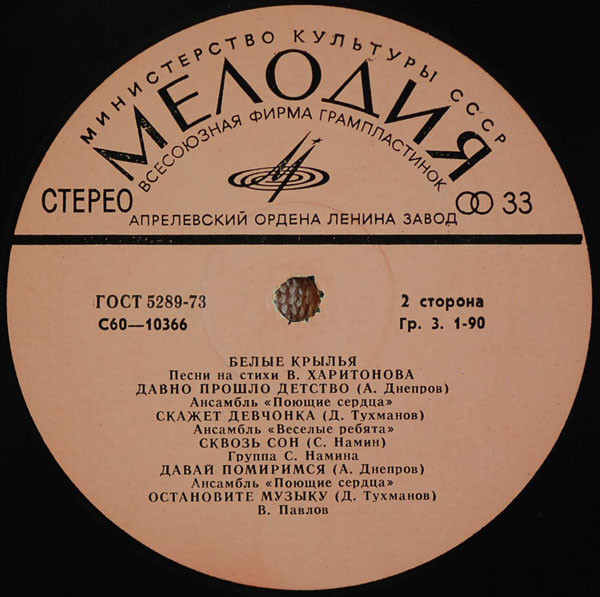 МИНИСТЕРСТВО КУЛЬТУРЫ СССР
МЕЛОДИЯ
ВСЕСОЮЗНАЯ ФИРМА ГРАМПЛАСТИНОК
СТЕРЕО
33
АПРЕЛЕВСКИЙ ОРДЕНА ЛЕНИНА ЗАВОД
ГОСТ 5289-73
2 сторона
С60—10366
Гр. 3. 1-90
БЕЛЫЕ КРЫЛЬЯ
Песни на стихи В. ХАРИТОНОВА
ДАВНО ПРОШЛО ДЕТСТВО (А. Днепров)
Ансамбль «Поющие сердца»
СКАЖЕТ ДЕВЧОНКА (Д. Тухманов)
Ансамбль «Веселые ребята»
СКВОЗЬ СОН (С. Намин)
Группа С. Намина
ДАВАЙ ПОМИРИМСЯ (А. Днепров)
Ансамбль «Поющие сердца»
ОСТАНОВИТЕ МУЗЫКУ (Д. Тухманов)
В. Павлов